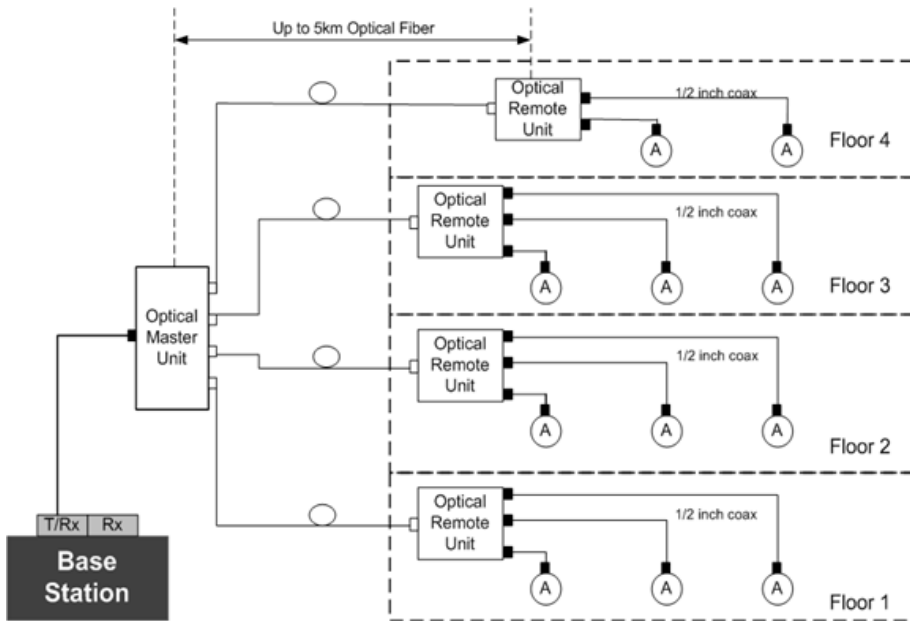 Up to 5km Optical Fiber
Optical
Remote
Unit
1/2 inch coax
A
A
Floor 4
Optical
Remote
Unit
1/2 inch coax
A
A
A
Floor 3
Optical
Master
Unit
Optical
Remote
Unit
1/2 inch coax
A
A
A
Floor 2
Optical
Remote
Unit
1/2 inch coax
A
A
A
Floor 1
T/Rx Rx
Base
Station